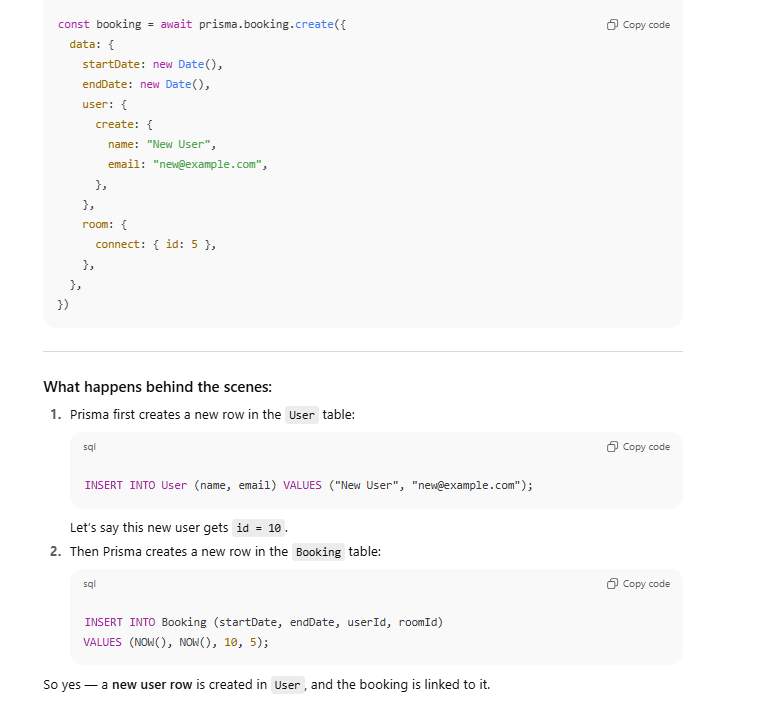 const booking = await prisma.booking.create({
Copy code
data: {
startDate: new Date(),
endDate: new Date(),
user: {
create: {
name: "New User",
email: "new@example.com",
},
},
room: {
connect: { id: 5 },
},
},
})
What happens behind the scenes:
1. Prisma first creates a new row in the User table:
sql
Copy code
INSERT INTO User (name, email) VALUES ("New User", "new@example.com");
Let's say this new user gets id = 10.
2. Then Prisma creates a new row in the Booking table:
sql
Copy code
INSERT INTO Booking (startDate, endDate, userId, roomId)
VALUES (NOW(), NOW(), 10, 5);
So yes — a new user row is created in User, and the booking is linked to it.